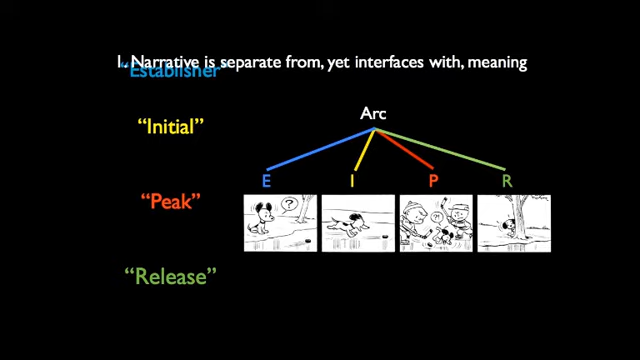 1. Narrative is separate from, yet interfaces with, meaning
“Establisher”
“Initial”
Arc
E I P R
“Peak”
?
?!
“Release”